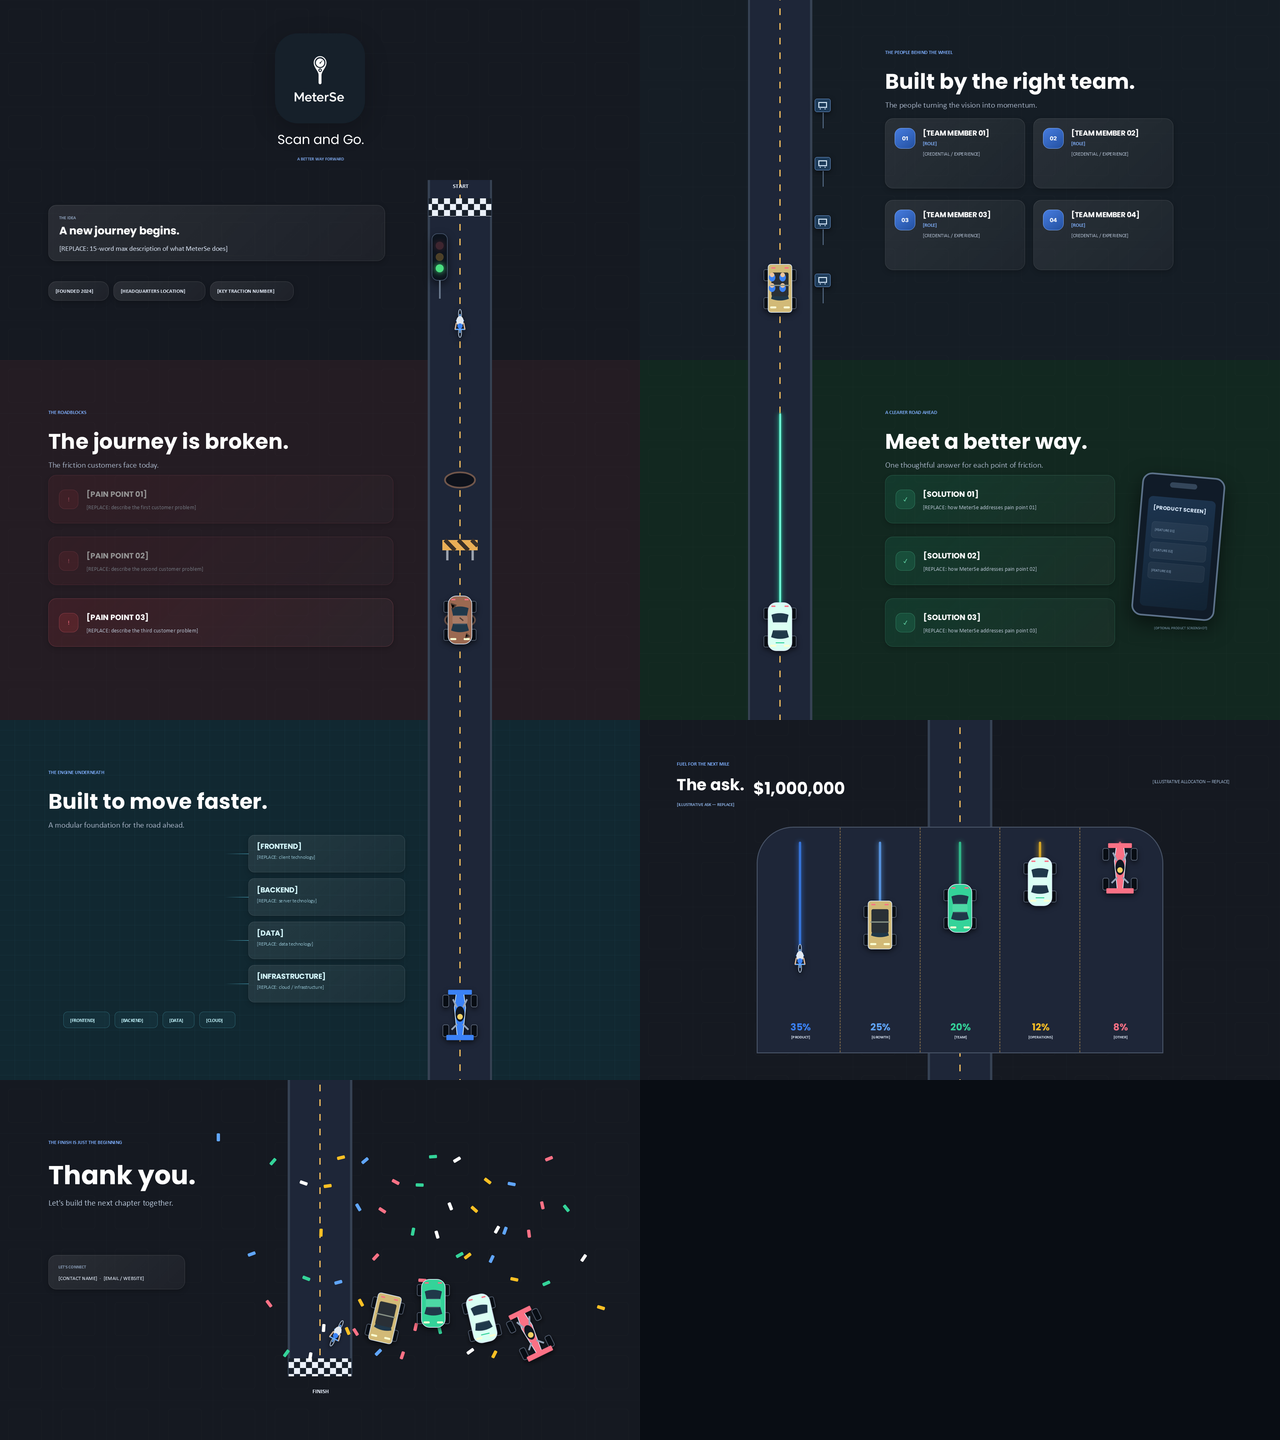 MeterSe
Scan and Go.
A BETTER WAY FORWARD
START
THE IDEA
A new journey begins.
[REPLACE: 15-word max description of what MeterSe does]
[FOUNDED 2024]
[HEADQUARTERS LOCATION]
[KEY TRACTION NUMBER]
THE PEOPLE BEHIND THE WHEEL
Built by the right team.
The people turning the vision into momentum.
01
[TEAM MEMBER 01]
[ROLE]
[CREDENTIAL / EXPERIENCE]
02
[TEAM MEMBER 02]
[ROLE]
[CREDENTIAL / EXPERIENCE]
03
[TEAM MEMBER 03]
[ROLE]
[CREDENTIAL / EXPERIENCE]
04
[TEAM MEMBER 04]
[ROLE]
[CREDENTIAL / EXPERIENCE]
THE ROADBLOCKS
The journey is broken.
The friction customers face today.
!
[PAIN POINT 01]
[REPLACE: describe the first customer problem]
!
[PAIN POINT 02]
[REPLACE: describe the second customer problem]
!
[PAIN POINT 03]
[REPLACE: describe the third customer problem]
A CLEARER ROAD AHEAD
Meet a better way.
One thoughtful answer for each point of friction.
✓
[SOLUTION 01]
[REPLACE: how MeterSe addresses pain point 01]
✓
[SOLUTION 02]
[REPLACE: how MeterSe addresses pain point 02]
✓
[SOLUTION 03]
[REPLACE: how MeterSe addresses pain point 03]
[PRODUCT SCREEN]
[FEATURE 01]
[FEATURE 02]
[FEATURE 03]
[OPTIONAL PRODUCT SCREENSHOT]
THE ENGINE UNDERNEATH
Built to move faster.
A modular foundation for the road ahead.
[FRONTEND]
[REPLACE: client technology]
[BACKEND]
[REPLACE: server technology]
[DATA]
[REPLACE: data technology]
[INFRASTRUCTURE]
[REPLACE: cloud / infrastructure]
[FRONTEND]
[BACKEND]
[DATA]
[CLOUD]
FUEL FOR THE NEXT MILE
The ask. $1,000,000
[ILLUSTRATIVE ASK — REPLACE]
[ILLUSTRATIVE ALLOCATION — REPLACE]
35%
[PRODUCT]
25%
[GROWTH]
20%
[TEAM]
12%
[OPERATIONS]
8%
[OTHER]
THE FINISH IS JUST THE BEGINNING
Thank you.
Let's build the next chapter together.
LET'S CONNECT
[CONTACT NAME] · [EMAIL / WEBSITE]
FINISH